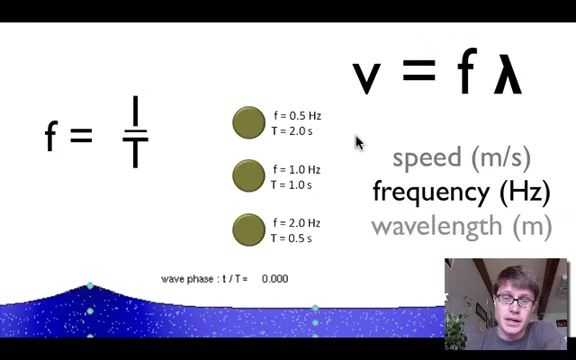 v = f λ
f = 1
T
f = 0.5 Hz
T = 2.0 s
f = 1.0 Hz
T = 1.0 s
f = 2.0 Hz
T = 0.5 s
speed (m/s)
frequency (Hz)
wavelength (m)
wave phase : t / T = 0.000